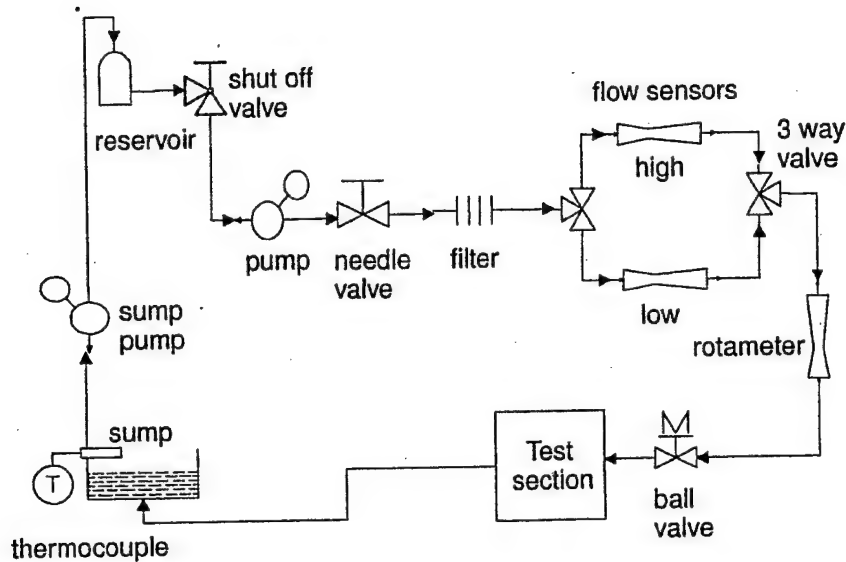 shut off
valve
reservoir
flow sensors
high
3 way
valve
pump
needle
valve
filter
low
sump
pump
rotameter
sump
T
thermocouple
Test
section
M
ball
valve